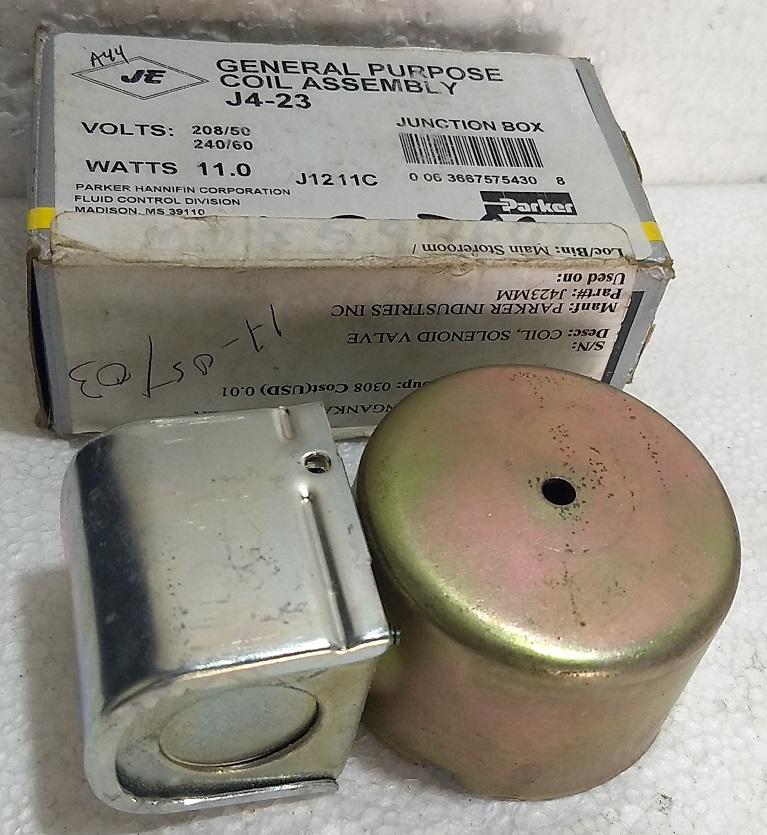 A44
JE
GENERAL PURPOSE
COIL ASSEMBLY
J4-23
VOLTS: 208/50
240/60
WATTS 11.0
J1211C
JUNCTION BOX
0 06 3667575430 8
PARKER HANNIFIN CORPORATION
FLUID CONTROL DIVISION
MADISON, MS 39110
Parker
Loc/Bin: Main Storeroom /
Used on:
Part#: J423MM
Manf: PARKER INDUSTRIES INC
Desc: COIL, SOLENOID VALVE
S/N:
0308 Cost(USD) 0.01